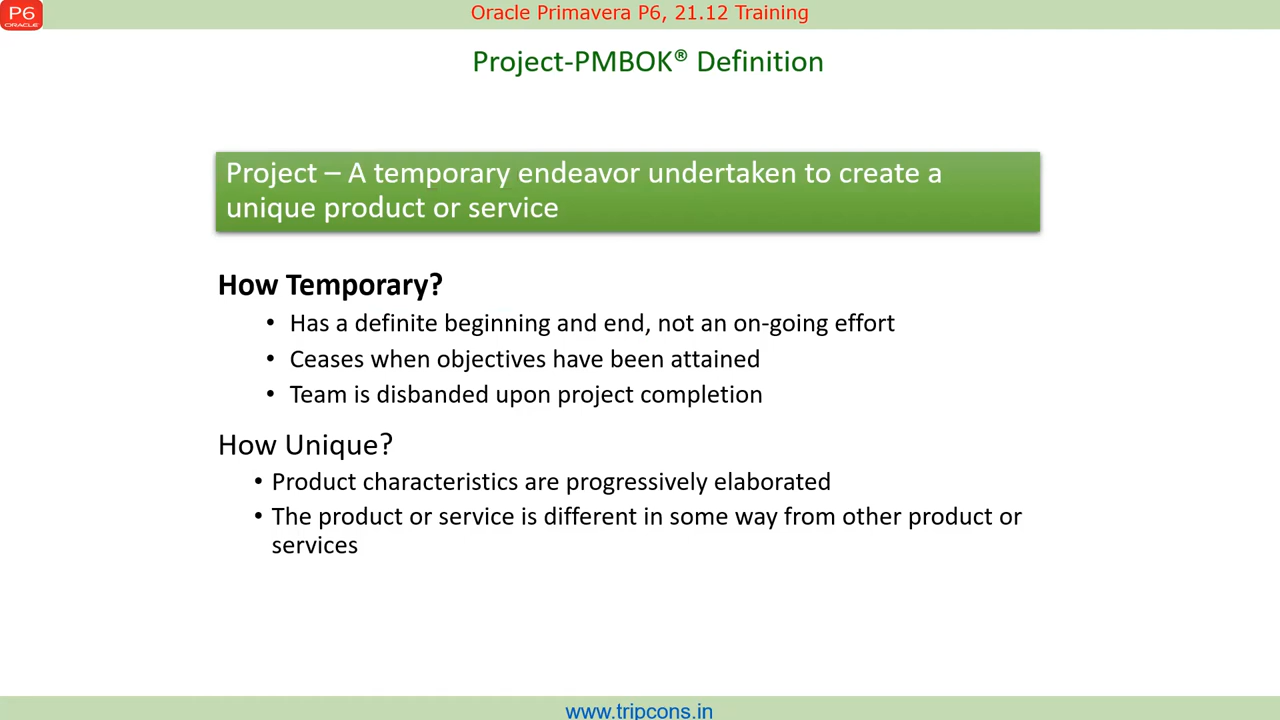 P6
ORACLE
Oracle Primavera P6, 21.12 Training
Project-PMBOK® Definition
Project – A temporary endeavor undertaken to create a
unique product or service
How Temporary?
• Has a definite beginning and end, not an on-going effort
• Ceases when objectives have been attained
• Team is disbanded upon project completion
How Unique?
• Product characteristics are progressively elaborated
• The product or service is different in some way from other product or
services
www.tripcons.in